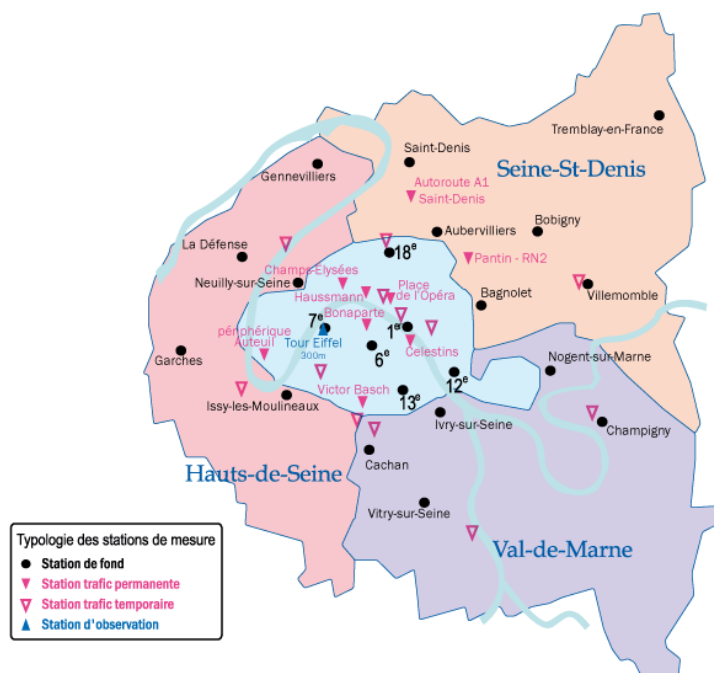 Tremblay-en-France
Saint-Denis
Seine-St-Denis
Gennevilliers
Autoroute A1
Saint-Denis
Aubervilliers
Bobigny
La Défense
18e
Pantin - RN2
Neuilly-sur-Seine
Champs-Elysées
Haussmann
Place
de l'Opéra
Bagnolet
Villemomble
Bonaparte
7e
1er
périphérique
Auteuil
Tour Eiffel
300m
6e
Celestins
Garches
Nogent-sur-Marne
12e
Victor Basch
13e
Issy-les-Moulineaux
Ivry-sur-Seine
Champigny
Cachan
Hauts-de-Seine
Vitry-sur-Seine
Val-de-Marne
Typologie des stations de mesure
Station de fond
Station trafic permanente
Station trafic temporaire
Station d'observation